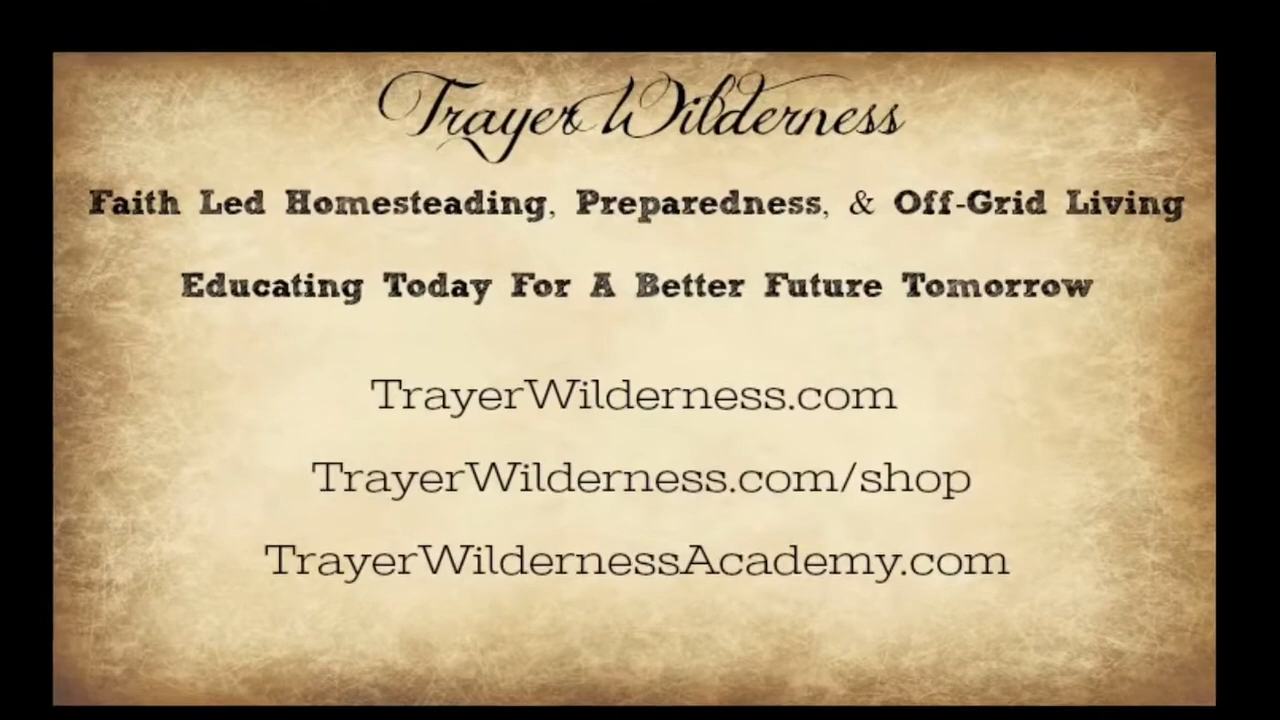 Trayer Wilderness
Faith Led Homesteading, Preparedness, & Off-Grid Living
Educating Today For A Better Future Tomorrow
TrayerWilderness.com
TrayerWilderness.com/shop
TrayerWildernessAcademy.com